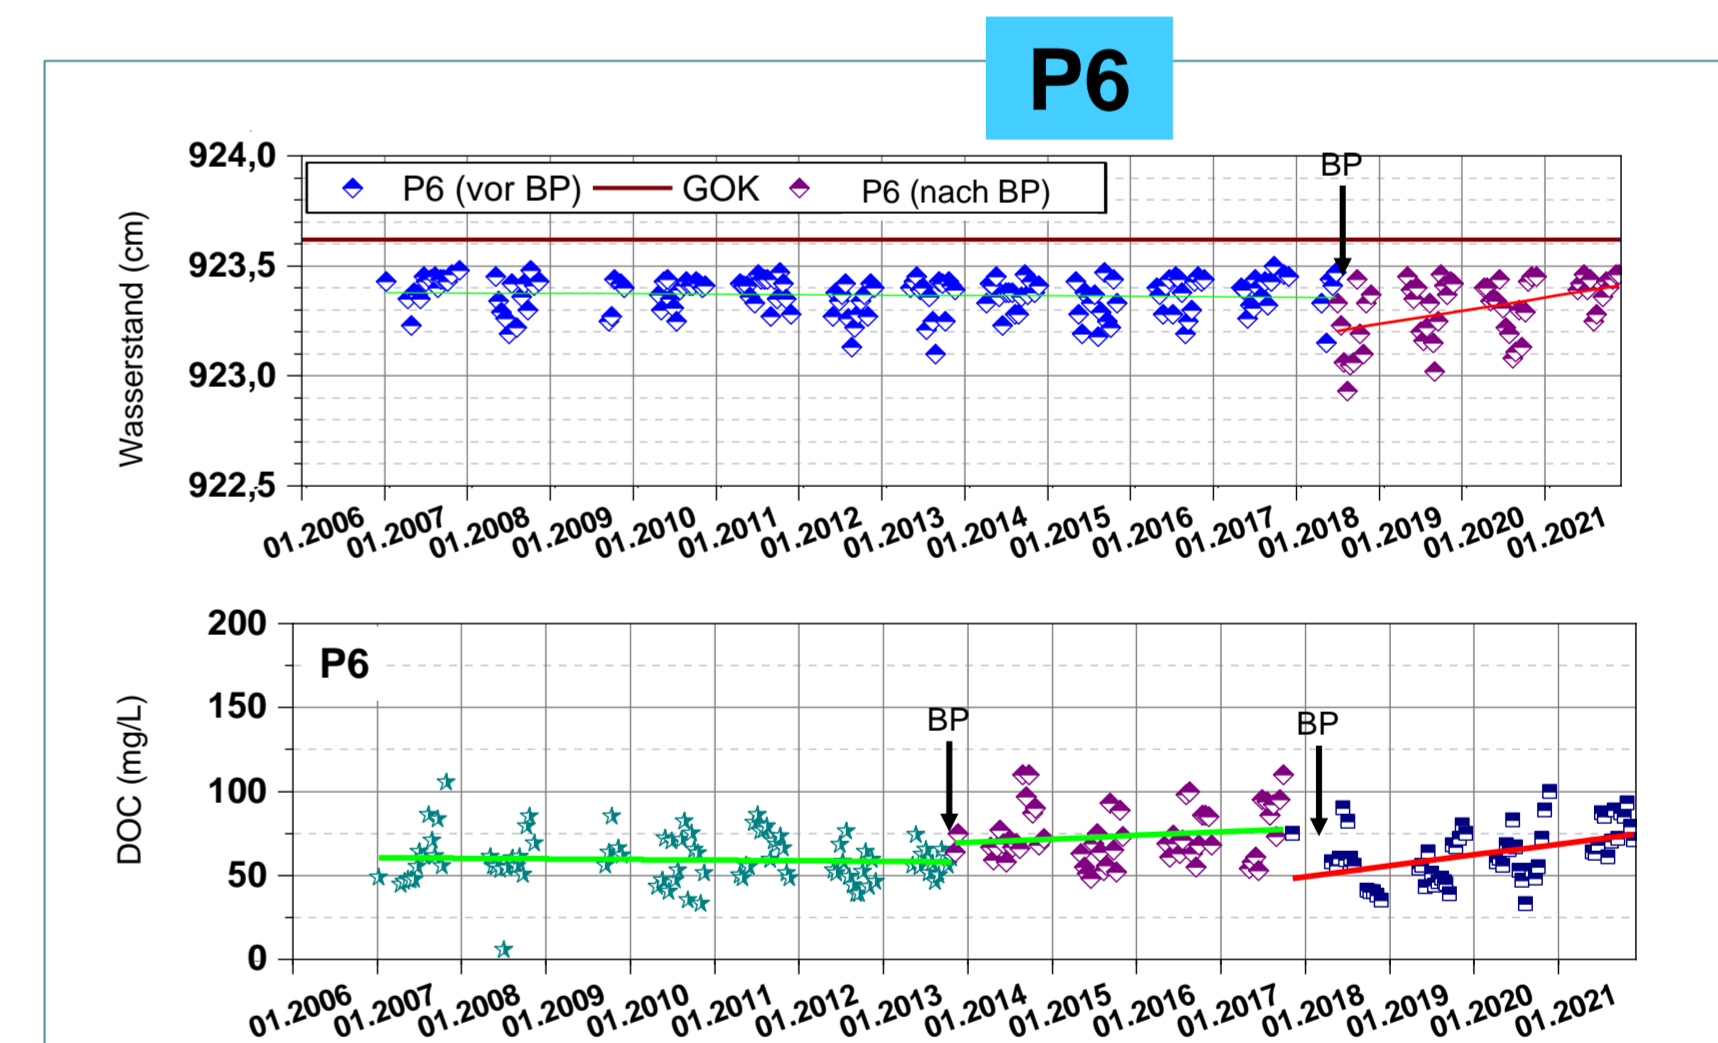 P6
924,0
923,5
923,0
922,5
Wasserstand (cm)
P6 (vor BP) GOK P6 (nach BP)
BP
01.2006 01.2007 01.2008 01.2009 01.2010 01.2011 01.2012 01.2013 01.2014 01.2015 01.2016 01.2017 01.2018 01.2019 01.2020 01.2021
200
150
100
50
0
DOC (mg/L)
P6
BP
BP
01.2006 01.2007 01.2008 01.2009 01.2010 01.2011 01.2012 01.2013 01.2014 01.2015 01.2016 01.2017 01.2018 01.2019 01.2020 01.2021